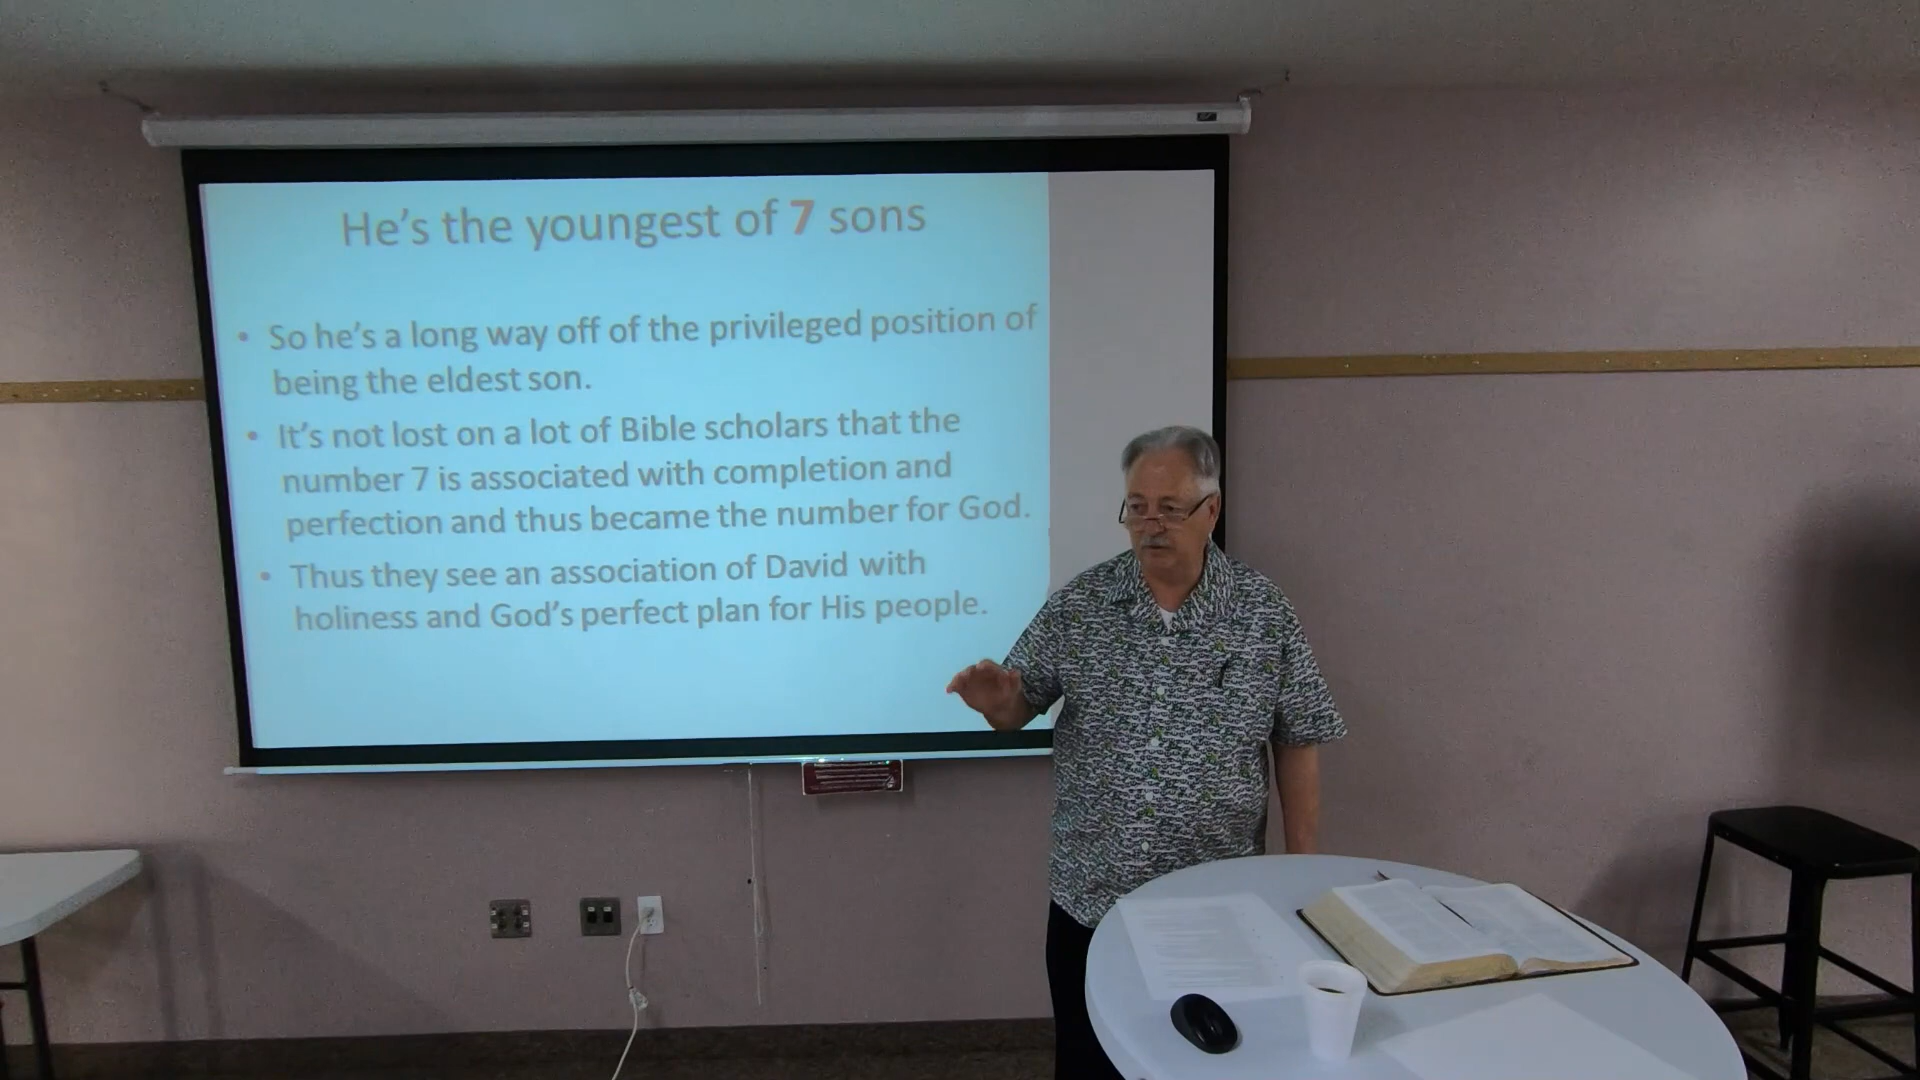 He's the youngest of 7 sons
• So he's a long way off of the privileged position of
being the eldest son.
• It's not lost on a lot of Bible scholars that the
number 7 is associated with completion and
perfection and thus became the number for God.
• Thus they see an association of David with
holiness and God's perfect plan for His people.